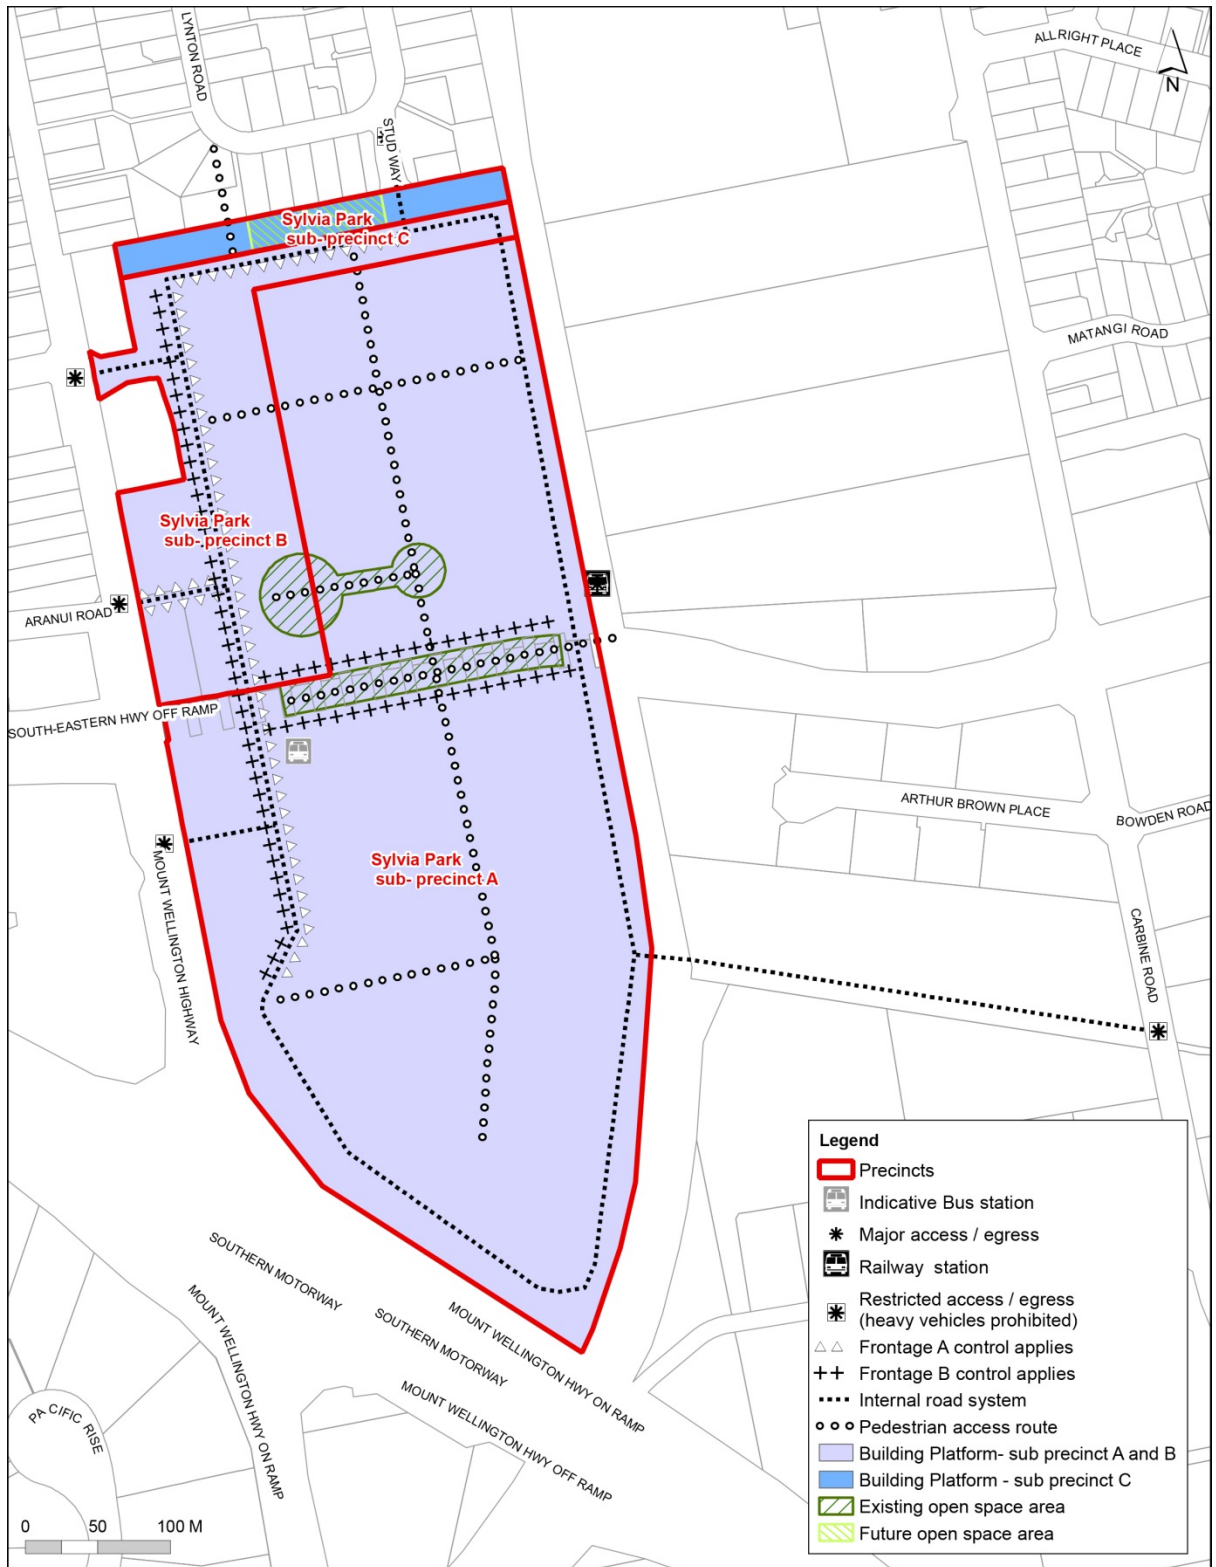 LYNTON ROAD
ALLRIGHT PLACE
N
STUD WAY
Sylvia Park
sub- precinct C
MATANGI ROAD
Sylvia Park
sub- precinct B
ARANUI ROAD
SOUTH-EASTERN HWY OFF RAMP
ARTHUR BROWN PLACE
BOWDEN ROAD
Sylvia Park
sub- precinct A
MOUNT WELLINGTON HIGHWAY
CARBINE ROAD
SOUTHERN MOTORWAY
MOUNT WELLINGTON HWY ON RAMP
SOUTHERN MOTORWAY
MOUNT WELLINGTON HWY ON RAMP
MOUNT WELLINGTON HWY OFF RAMP
PA CIFIC RISE
0 50 100 M
Legend
Precincts
Indicative Bus station
Major access / egress
Railway station
Restricted access / egress
(heavy vehicles prohibited)
Frontage A control applies
Frontage B control applies
Internal road system
Pedestrian access route
Building Platform- sub precinct A and B
Building Platform - sub precinct C
Existing open space area
Future open space area